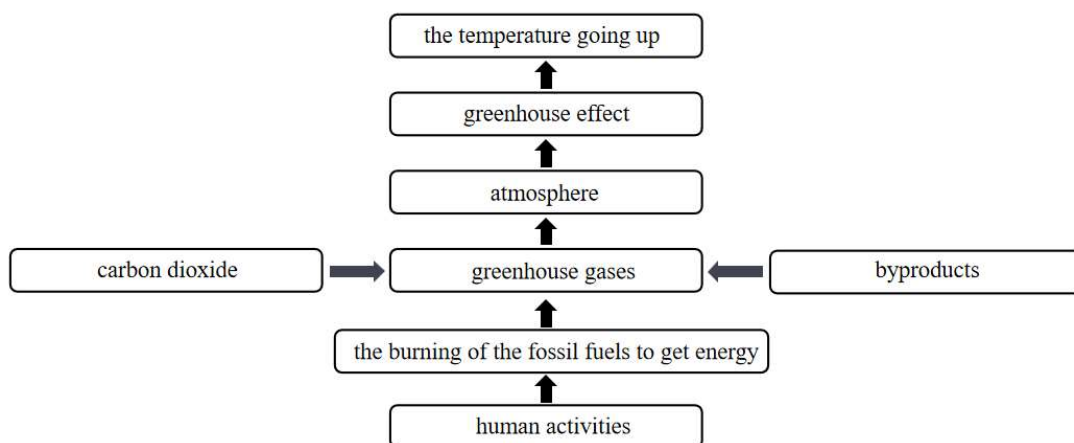 the temperature going up
greenhouse effect
atmosphere
carbon dioxide
greenhouse gases
byproducts
the burning of the fossil fuels to get energy
human activities